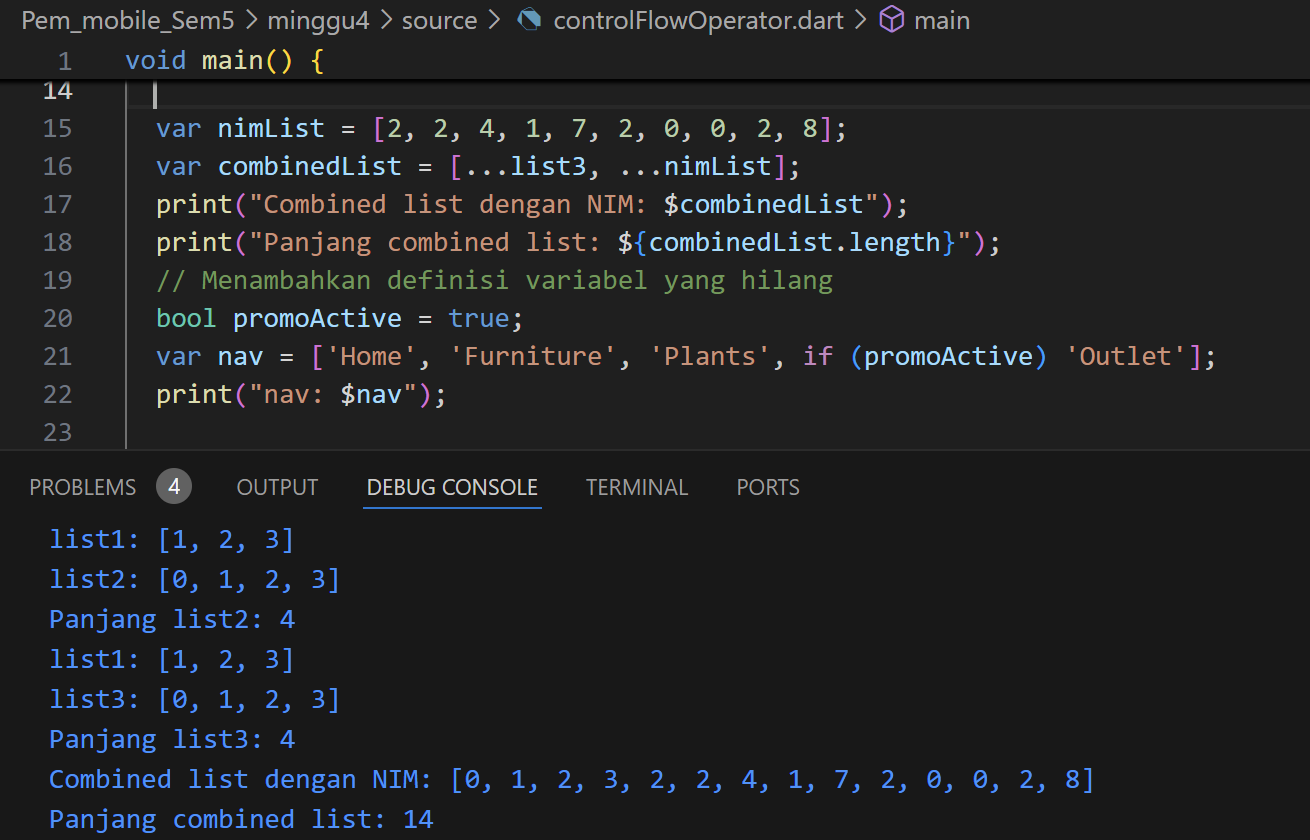 Pem_mobile_Sem5 > minggu4 > source > controlFlowOperator.dart > main
1 void main() {
14
15 var nimList = [2, 2, 4, 1, 7, 2, 0, 0, 2, 8];
16 var combinedList = [...list3, ...nimList];
17 print("Combined list dengan NIM: $combinedList");
18 print("Panjang combined list: ${combinedList.length}");
19 // Menambahkan definisi variabel yang hilang
20 bool promoActive = true;
21 var nav = ['Home', 'Furniture', 'Plants', if (promoActive) 'Outlet'];
22 print("nav: $nav");
23
PROBLEMS 4 OUTPUT DEBUG CONSOLE TERMINAL PORTS
list1: [1, 2, 3]
list2: [0, 1, 2, 3]
Panjang list2: 4
list1: [1, 2, 3]
list3: [0, 1, 2, 3]
Panjang list3: 4
Combined list dengan NIM: [0, 1, 2, 3, 2, 2, 4, 1, 7, 2, 0, 0, 2, 8]
Panjang combined list: 14